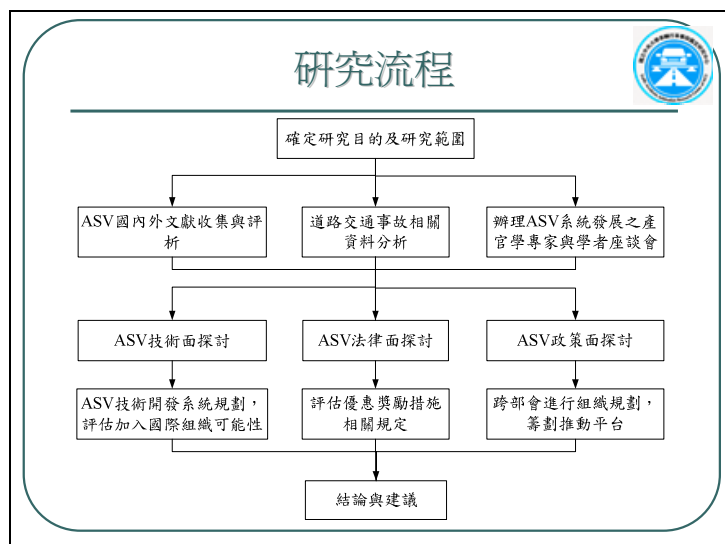 研究流程
確定研究目的及研究範圍
ASV國內外文獻收集與評
析
道路交通事故相關
資料分析
辦理ASV系統發展之產
官學專家與學者座談會
ASV技術面探討
ASV法律面探討
ASV政策面探討
ASV技術開發系統規劃，
評估加入國際組織可能性
評估優惠獎勵措施
相關規定
跨部會進行組織規劃，
籌劃推動平台
結論與建議